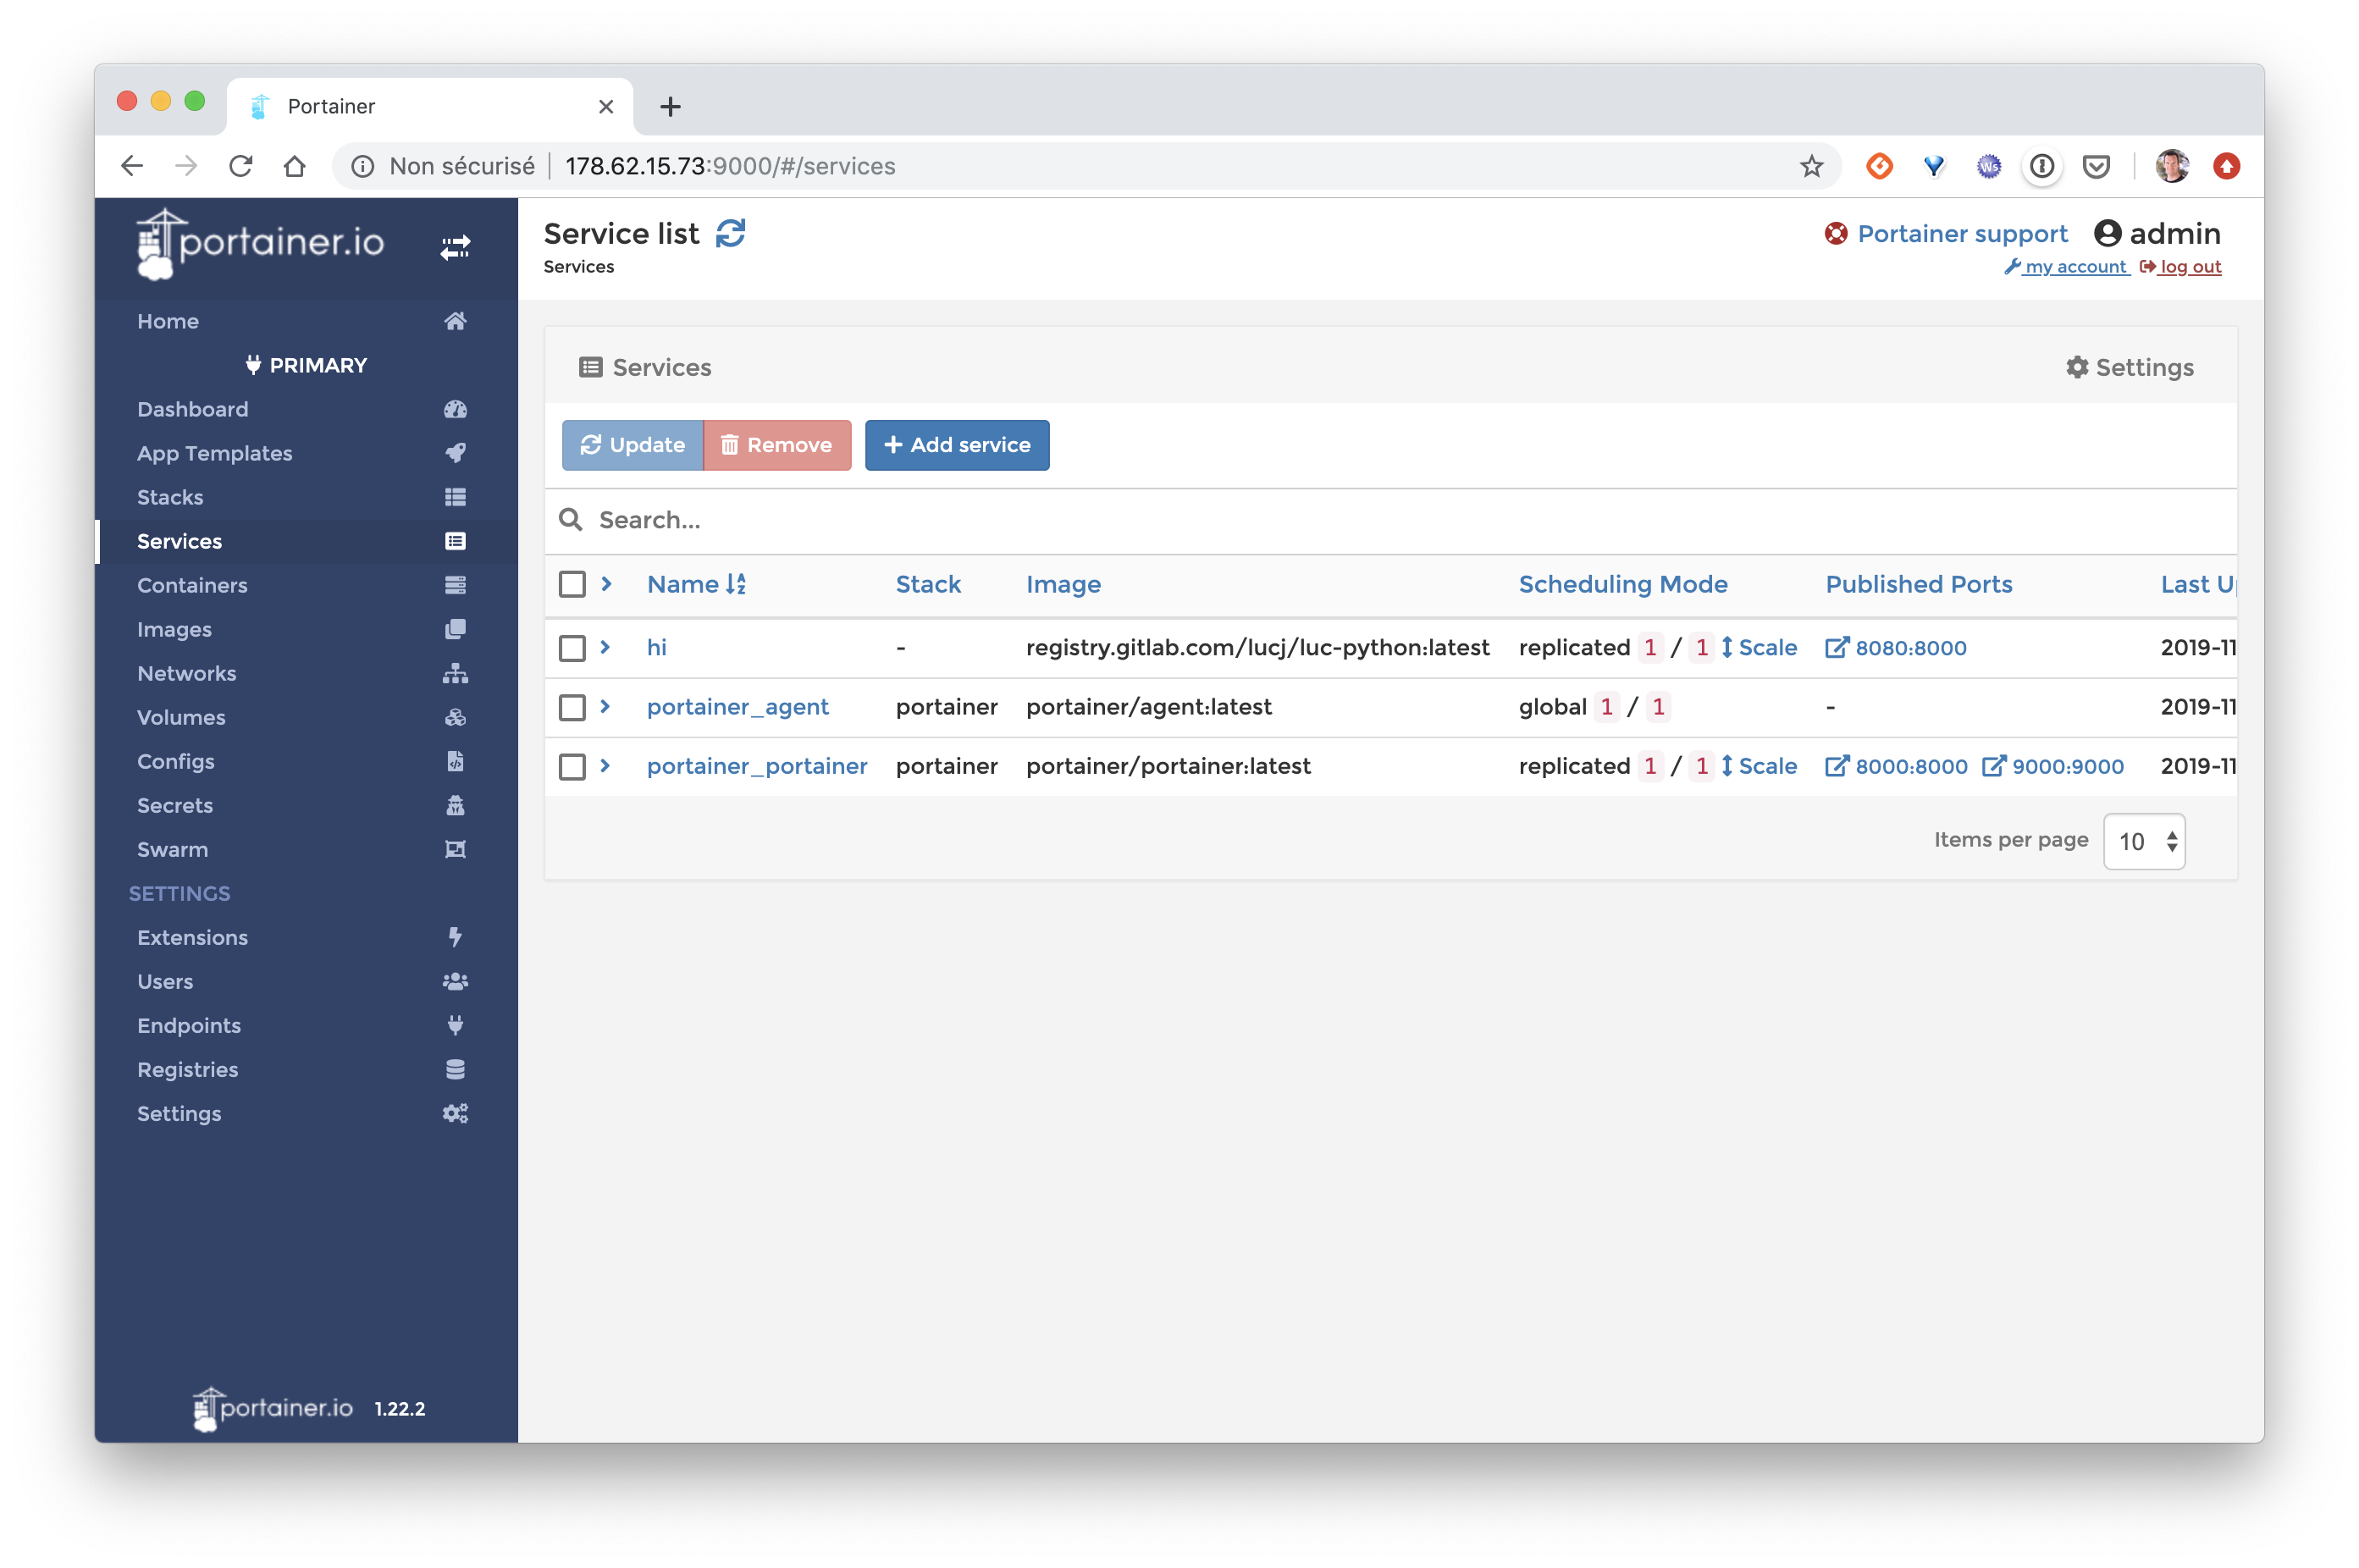 Portainer
Non sécurisé 178.62.15.73:9000/#/services
portainer.io
Home
PRIMARY
Dashboard
App Templates
Stacks
Services
Containers
Images
Networks
Volumes
Configs
Secrets
Swarm
SETTINGS
Extensions
Users
Endpoints
Registries
Settings
portainer.io 1.22.2
Service list
Services
Portainer support admin
my account log out
Services Settings
Update Remove Add service
Search...
Name Stack Image Scheduling Mode Published Ports Last Up
hi - registry.gitlab.com/lucj/luc-python:latest replicated 1 / 1 Scale 8080:8000 2019-11
portainer_agent portainer portainer/agent:latest global 1 / 1 - 2019-11
portainer_portainer portainer portainer/portainer:latest replicated 1 / 1 Scale 8000:8000 9000:9000 2019-11
Items per page 10